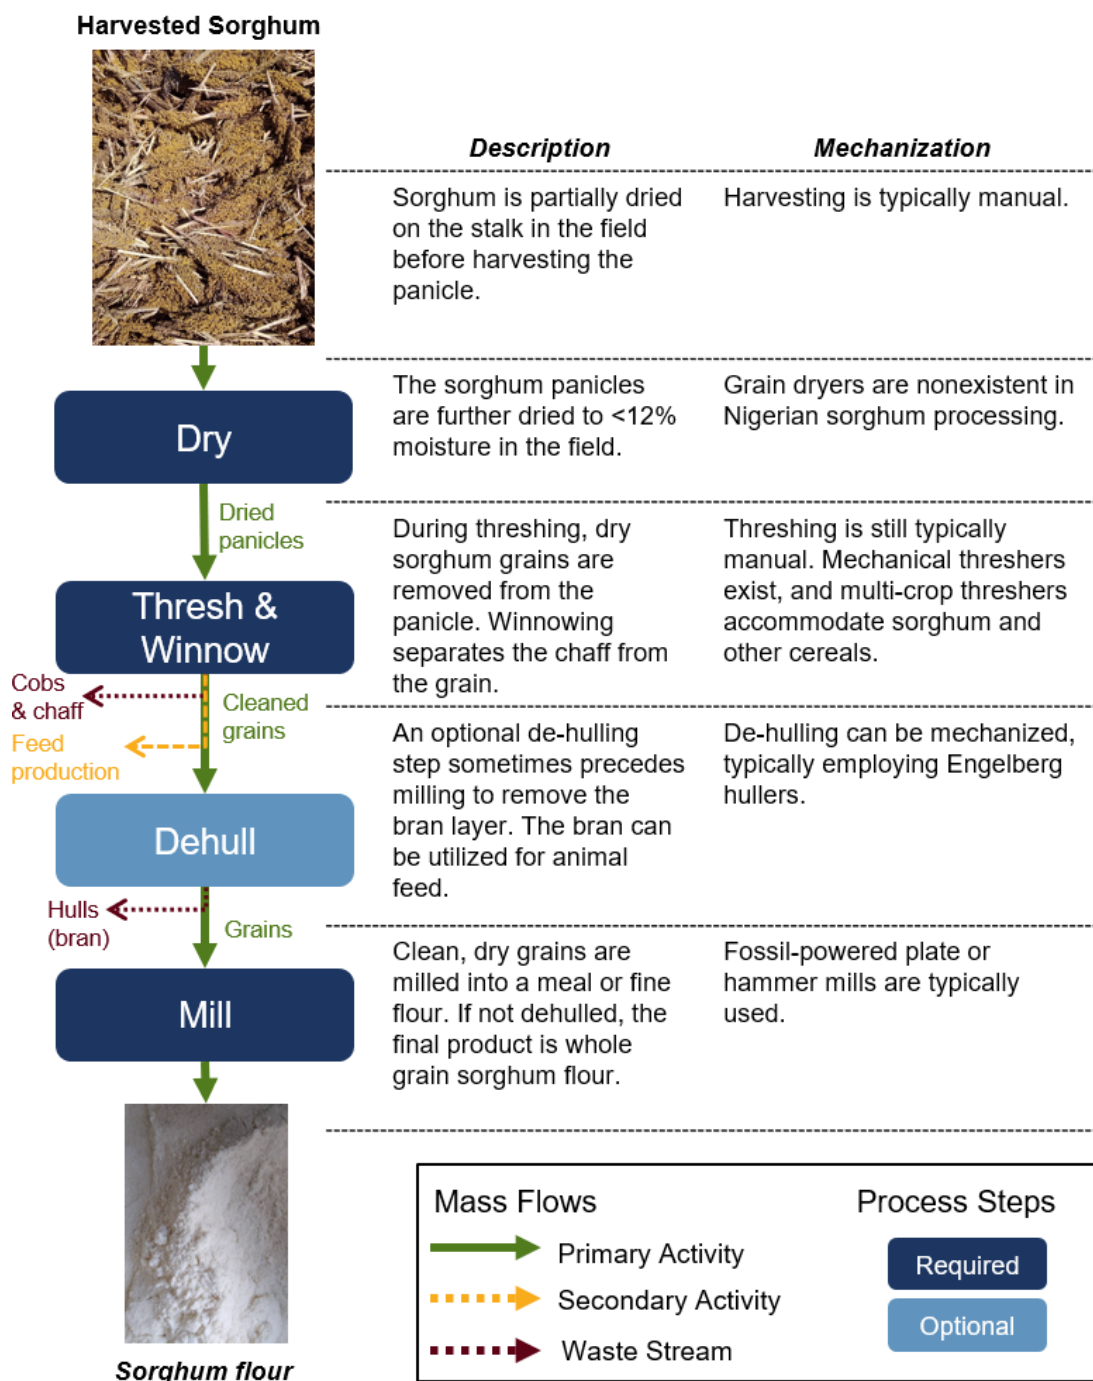 Harvested Sorghum
Description
Mechanization
Sorghum is partially dried
on the stalk in the field
before harvesting the
panicle.
Harvesting is typically manual.
Dry
The sorghum panicles
are further dried to <12%
moisture in the field.
Grain dryers are nonexistent in
Nigerian sorghum processing.
Dried
panicles
Thresh &
Winnow
During threshing, dry
sorghum grains are
removed from the
panicle. Winnowing
separates the chaff from
the grain.
Threshing is still typically
manual. Mechanical threshers
exist, and multi-crop threshers
accommodate sorghum and
other cereals.
Cobs
& chaff
Cleaned
grains
Feed
production
Dehull
An optional de-hulling
step sometimes precedes
milling to remove the
bran layer. The bran can
be utilized for animal
feed.
De-hulling can be mechanized,
typically employing Engelberg
hullers.
Hulls
(bran)
Grains
Mill
Clean, dry grains are
milled into a meal or fine
flour. If not dehulled, the
final product is whole
grain sorghum flour.
Fossil-powered plate or
hammer mills are typically
used.
Sorghum flour
Mass Flows
Primary Activity
Secondary Activity
Waste Stream
Process Steps
Required
Optional